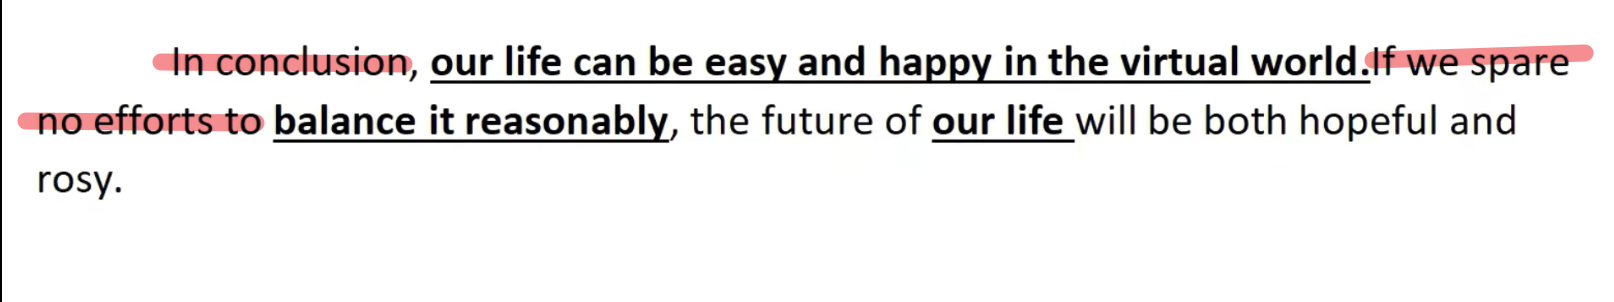 In conclusion, our life can be easy and happy in the virtual world.If we spare
no efforts to balance it reasonably, the future of our life will be both hopeful and
rosy.